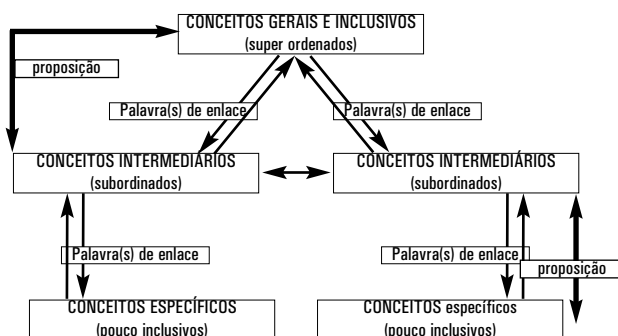 CONCEITOS GERAIS E INCLUSIVOS
(super ordenados)
proposição
Palavra(s) de enlace
Palavra(s) de enlace
CONCEITOS INTERMEDIÁRIOS
(subordinados)
CONCEITOS INTERMEDIÁRIOS
(subordinados)
Palavra(s) de enlace
Palavra(s) de enlace
proposição
CONCEITOS ESPECÍFICOS
(pouco inclusivos)
CONCEITOS específicos
(pouco inclusivos)